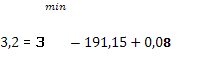 min
3,2 = 3 − 191,15 + 0,08